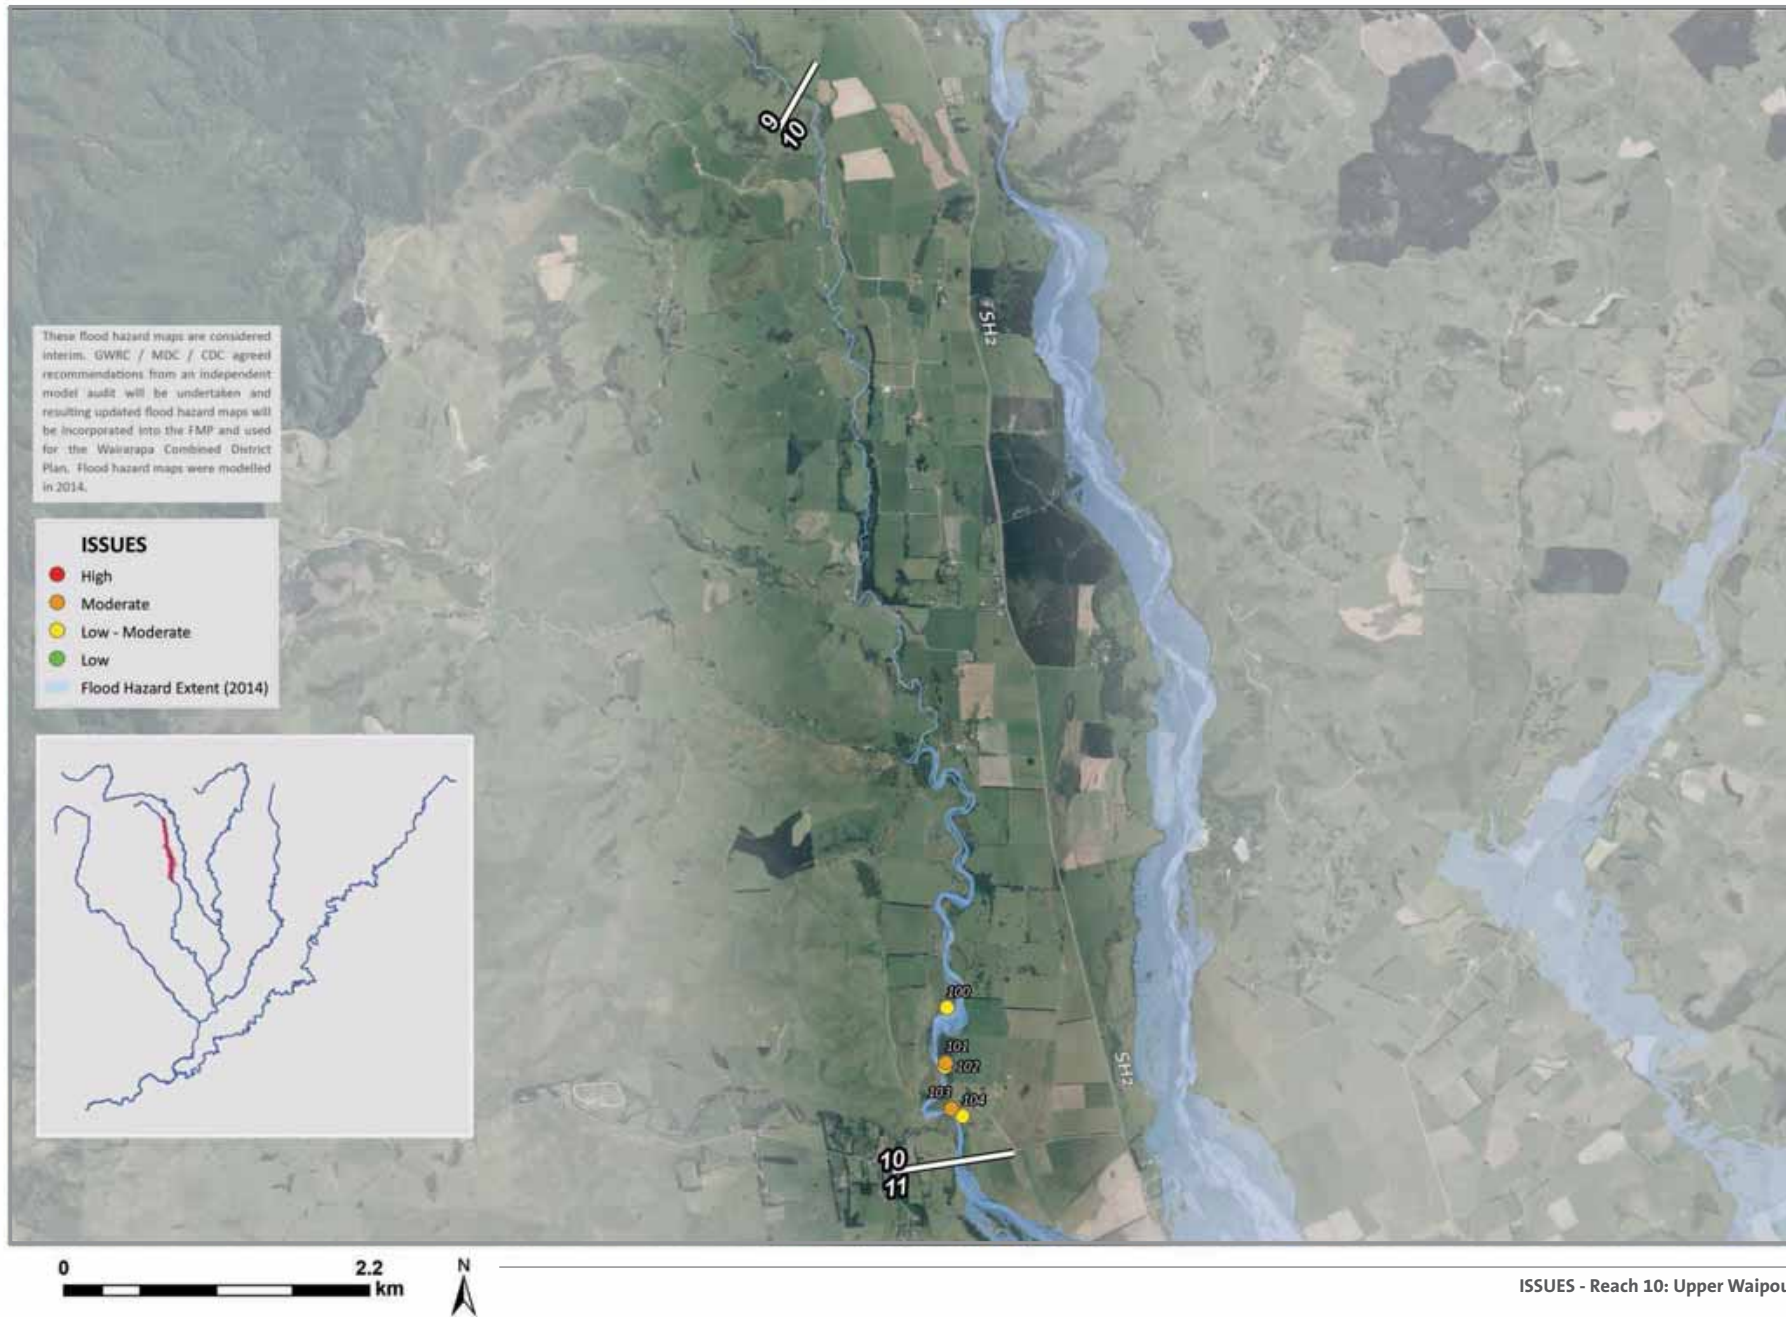 9
10
SH2
These flood hazard maps are considered
interim. GWRC / MDC / CDC agreed
recommendations from an independent
model audit will be undertaken and
resulting updated flood hazard maps will
be incorporated into the FMP and used
for the Wairarapa Combined District
Plan. Flood hazard maps were modelled
in 2014.
ISSUES
High
Moderate
Low - Moderate
Low
Flood Hazard Extent (2014)
100
101
102
103
104
SH2
10
11
0
2.2
km
N
ISSUES - Reach 10: Upper Waipou